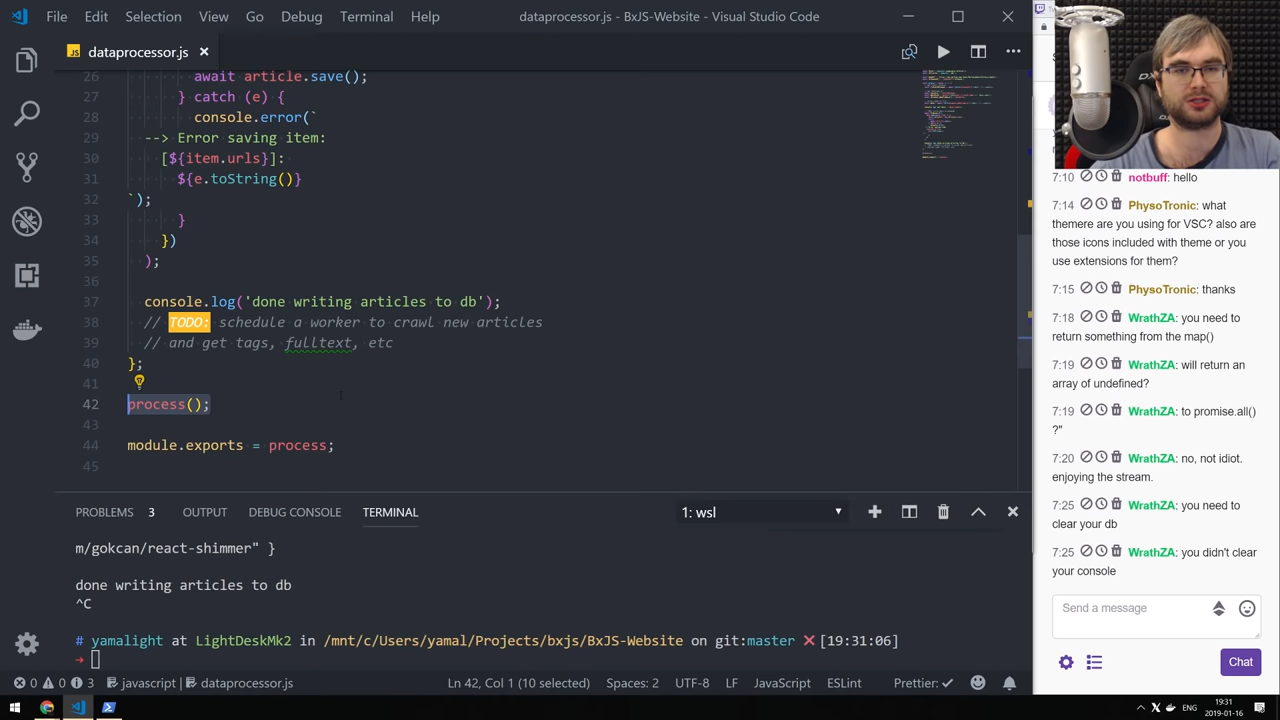 File Edit Selection View Go Debug Terminal Help
dataprocessor.js - BxJS-Website - Visual Studio Code
JS dataprocessor.js
26 await article.save();
27 } catch(e) {
28 console.error(`
29 --> Error saving item:
30 [${item.url}]:
31 ${e.toString()}
32 `);
33 }
34 })
35 );
36
37 console.log('done writing articles to db');
38 // TODO: schedule a worker to crawl new articles
39 // and get tags, fulltext, etc
40 };
41
42 process();
43
44 module.exports = process;
45
PROBLEMS 3 OUTPUT DEBUG CONSOLE TERMINAL 1: wsl
m/gokcan/react-shimmer" }
done writing articles to db
^C
# yamalight at LightDeskMk2 in /mnt/c/Users/yamal/Projects/bxjs/BxJS-Website on git:master ❌ [19:31:06]
➜
0 0 3 javascript dataprocessor.js Ln 42, Col 1 (10 selected) Spaces: 2 UTF-8 LF JavaScript ESLint Prettier: ✓
7:10 notbuff: hello
7:14 PhysoTronic: what
themere are you using for VSC? also are
those icons included with theme or you
use extensions for them?
7:15 PhysoTronic: thanks
7:18 WrathZA: you need to
return something from the map()
7:19 WrathZA: will return an
array of undefined?
7:19 WrathZA: to promise.all()
?"
7:20 WrathZA: no, not idiot.
enjoying the stream.
7:25 WrathZA: you need to
clear your db
7:25 WrathZA: you didn't clear
your console
Send a message
Chat
ENG
19:31
2019-01-16